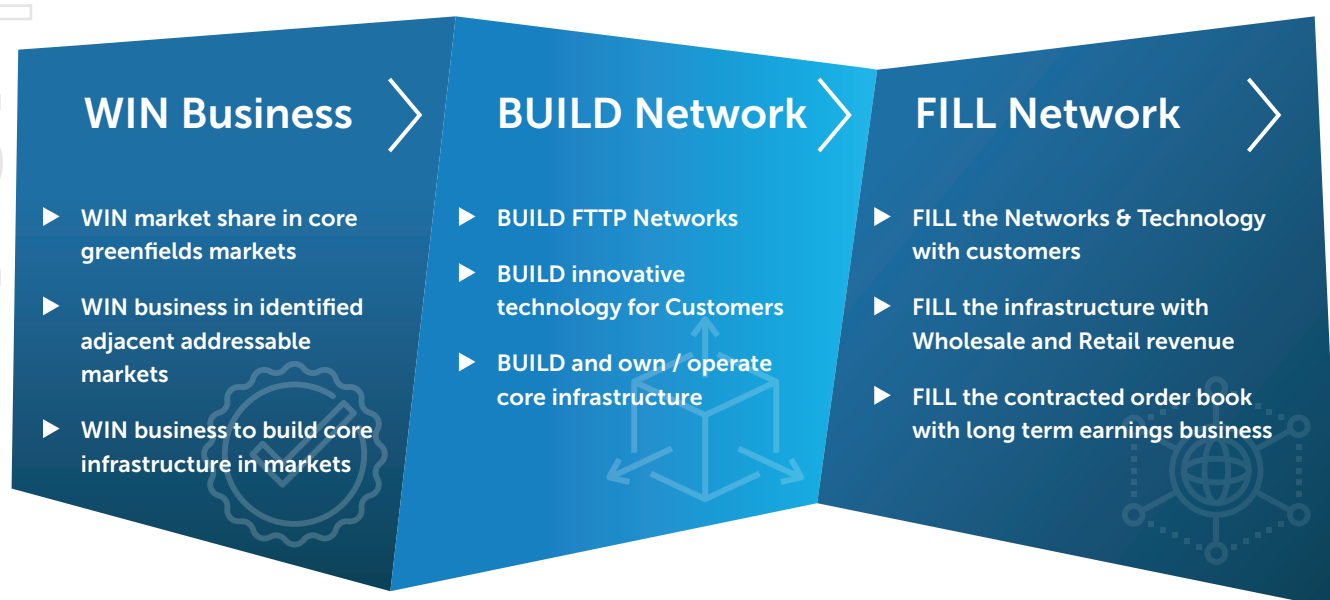 WIN Business
WIN market share in core
greenfields markets
WIN business in identified
adjacent addressable
markets
WIN business to build core
infrastructure in markets
BUILD Network
BUILD FTTP Networks
BUILD innovative
technology for Customers
BUILD and own / operate
core infrastructure
FILL Network
FILL the Networks & Technology
with customers
FILL the infrastructure with
Wholesale and Retail revenue
FILL the contracted order book
with long term earnings business